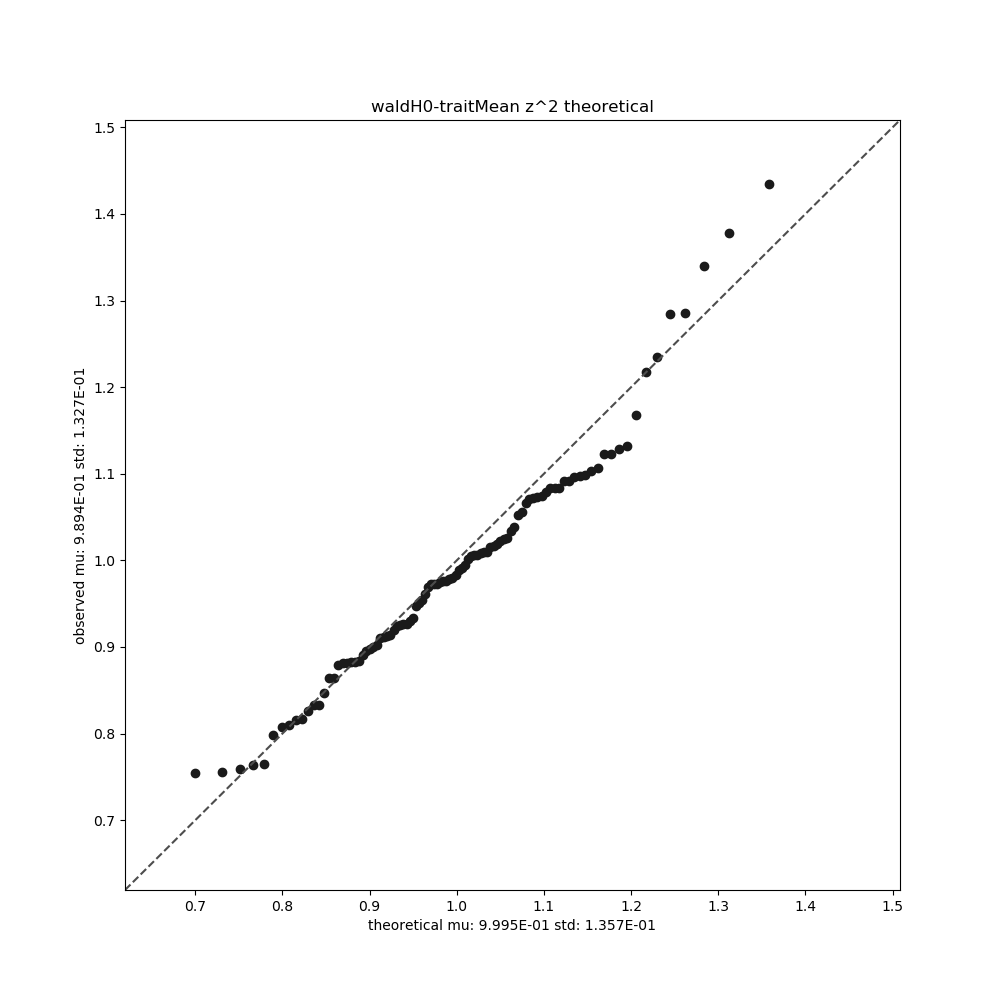 waldH0-traitMean z^2 theoretical
1.5
1.4
1.3
1.2
1.1
1.0
0.9
0.8
0.7
observed mu: 9.894E-01 std: 1.327E-01
0.7 0.8 0.9 1.0 1.1 1.2 1.3 1.4 1.5
theoretical mu: 9.995E-01 std: 1.357E-01